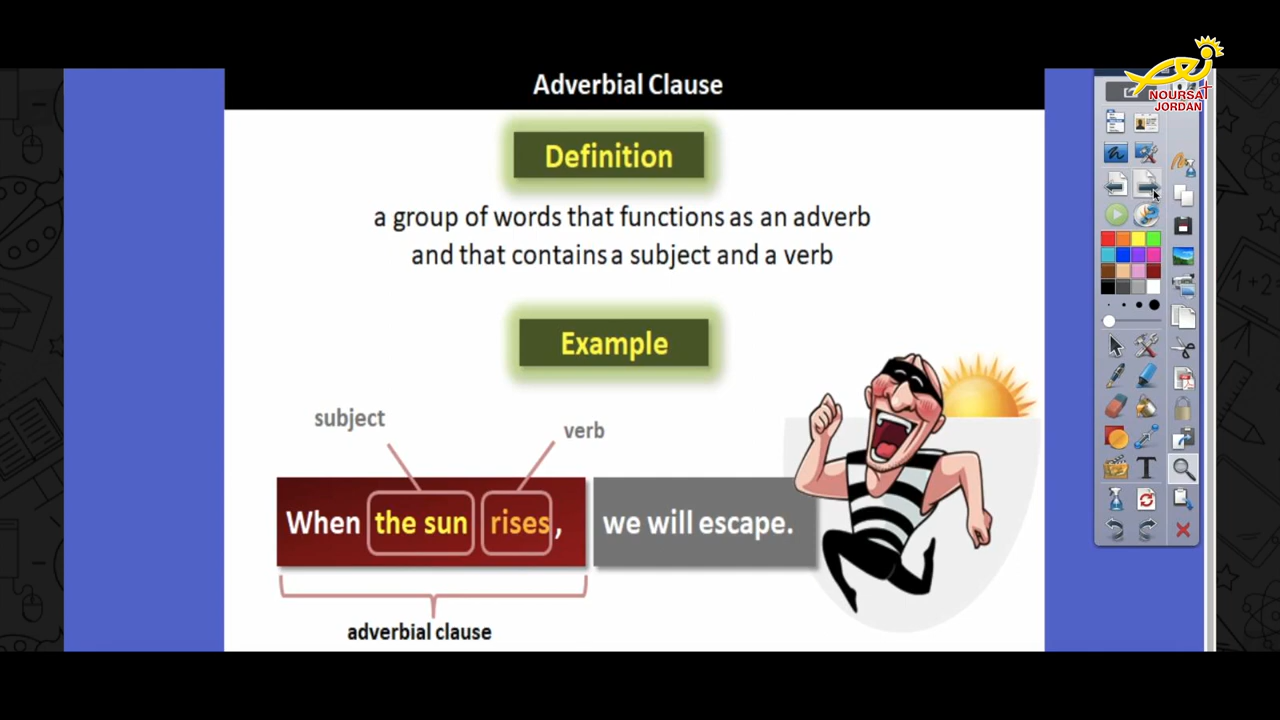 Adverbial Clause
NOURSAT
JORDAN
Definition
a group of words that functions as an adverb
and that contains a subject and a verb
Example
subject
verb
When the sun rises, we will escape.
adverbial clause